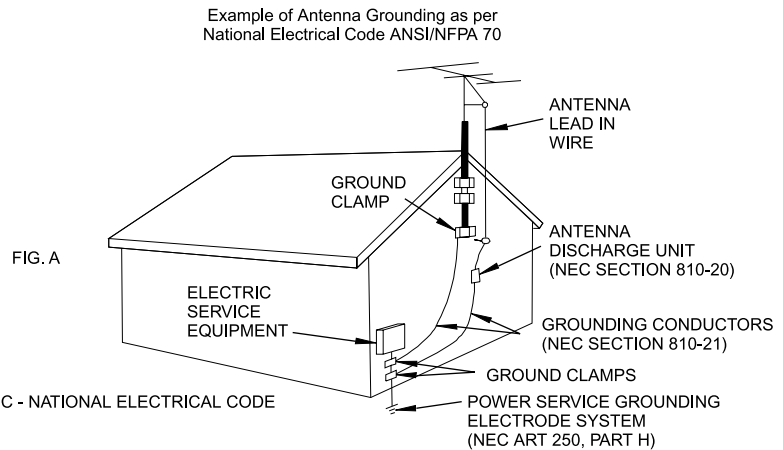 Example of Antenna Grounding as per
National Electrical Code ANSI/NFPA 70
ANTENNA
LEAD IN
WIRE
GROUND
CLAMP
ANTENNA
DISCHARGE UNIT
(NEC SECTION 810-20)
FIG. A
ELECTRIC
SERVICE
EQUIPMENT
GROUNDING CONDUCTORS
(NEC SECTION 810-21)
GROUND CLAMPS
C - NATIONAL ELECTRICAL CODE
POWER SERVICE GROUNDING
ELECTRODE SYSTEM
(NEC ART 250, PART H)